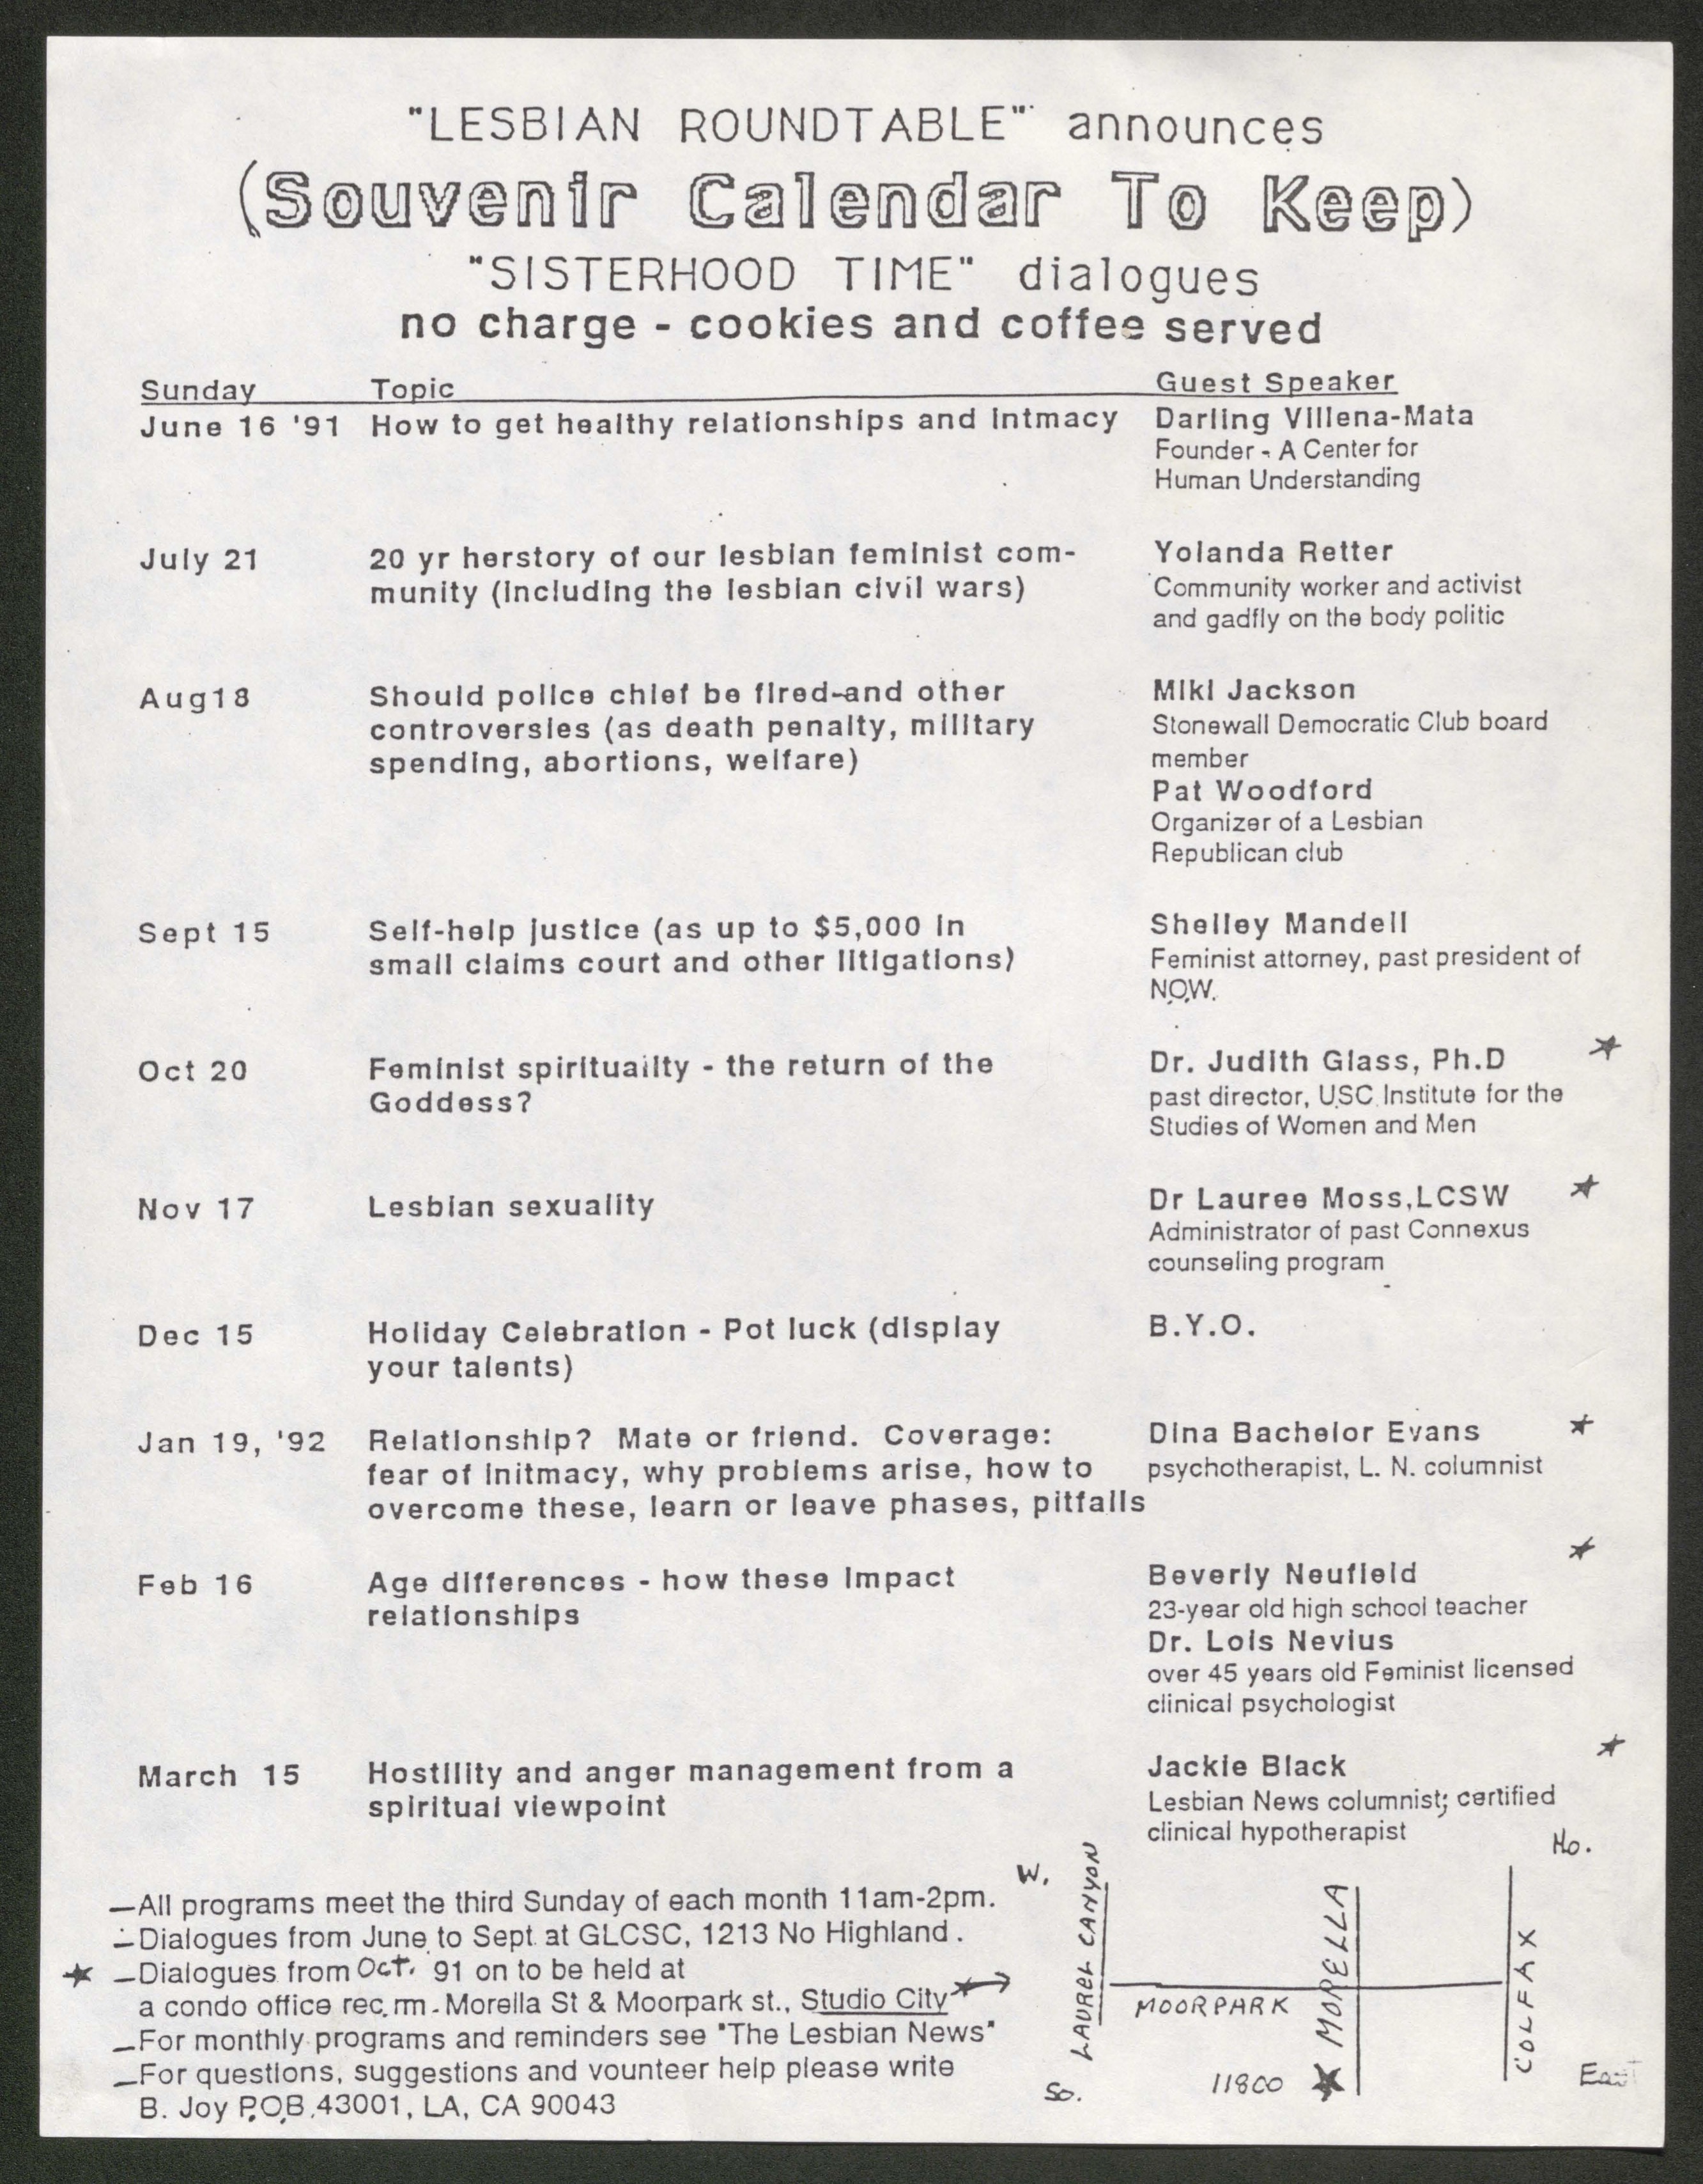 "LESBIAN ROUNDTABLE" announces
(Souvenir Calendar To Keep)
"SISTERHOOD TIME" dialogues
no charge - cookies and coffee served
Sunday Topic Guest Speaker
June 16 '91 How to get healthy relationships and intmacy Darling Villena-Mata
Founder - A Center for
Human Understanding
July 21 20 yr herstory of our lesbian feminist com- Yolanda Retter
munity (including the lesbian civil wars) Community worker and activist
and gadfly on the body politic
Aug18 Should police chief be fired-and other Miki Jackson
controversies (as death penalty, military Stonewall Democratic Club board
spending, abortions, welfare) member
Pat Woodford
Organizer of a Lesbian
Republican club
Sept 15 Self-help justice (as up to $5,000 in Shelley Mandell
small claims court and other litigations) Feminist attorney, past president of
N.O.W.
Oct 20 Feminist spirituailty - the return of the Dr. Judith Glass, Ph.D ★
Goddess? past director, USC Institute for the
Studies of Women and Men
Nov 17 Lesbian sexuality Dr Lauree Moss,LCSW ★
Administrator of past Connexus
counseling program
Dec 15 Holiday Celebration - Pot luck (display B.Y.O.
your talents)
Jan 19, '92 Relationship? Mate or friend. Coverage: Dina Bachelor Evans ★
fear of initmacy, why problems arise, how to psychotherapist, L. N. columnist
overcome these, learn or leave phases, pitfalls
★
Feb 16 Age differences - how these impact Beverly Neufield
relationships 23-year old high school teacher
Dr. Lois Nevius
over 45 years old Feminist licensed
clinical psychologist
★
March 15 Hostility and anger management from a Jackie Black
spiritual viewpoint Lesbian News columnist; certified
clinical hypotherapist
—All programs meet the third Sunday of each month 11am-2pm.
—Dialogues from June to Sept at GLCSC, 1213 No Highland.
★ —Dialogues from Oct. 91 on to be held at
a condo office rec. rm - Morella St & Moorpark st., Studio City ★→
—For monthly programs and reminders see "The Lesbian News"
—For questions, suggestions and vounteer help please write
B. Joy P.O.B. 43001, LA, CA 90043
W.
No.
LAUREL CANYON
MOORPARK
MORELLA
COLFAX
So.
11800 ★
East